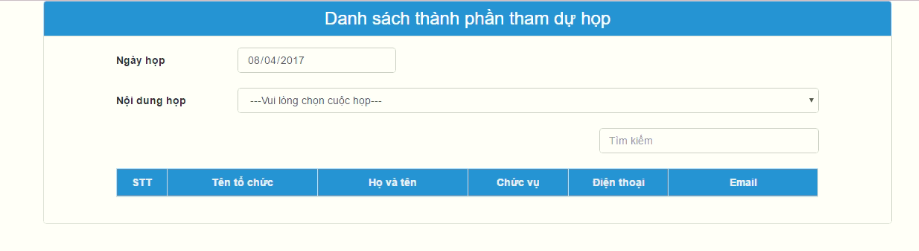 Danh sách thành phần tham dự họp
Ngày họp 08/04/2017
Nội dung họp ---Vui lòng chọn cuộc họp---
Tìm kiếm
STT Tên tổ chức Họ và tên Chức vụ Điện thoại Email